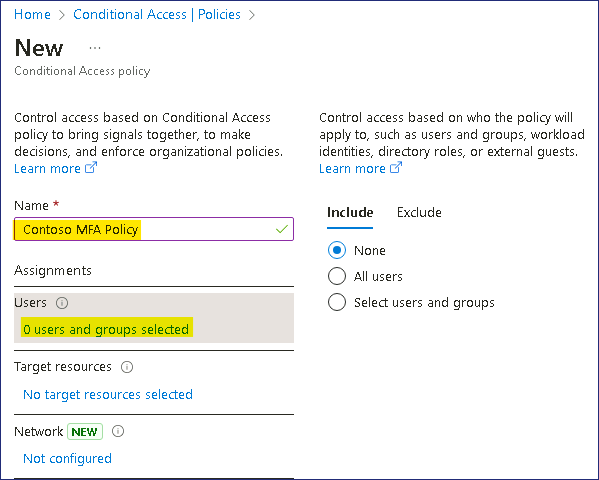 Home > Conditional Access | Policies >
New ...
Conditional Access policy
Control access based on Conditional Access
policy to bring signals together, to make
decisions, and enforce organizational policies.
Learn more
Name *
Contoso MFA Policy
Assignments
Users
0 users and groups selected
Target resources
No target resources selected
Network NEW
Not configured
Control access based on who the policy will
apply to, such as users and groups, workload
identities, directory roles, or external guests.
Learn more
Include Exclude
None
All users
Select users and groups